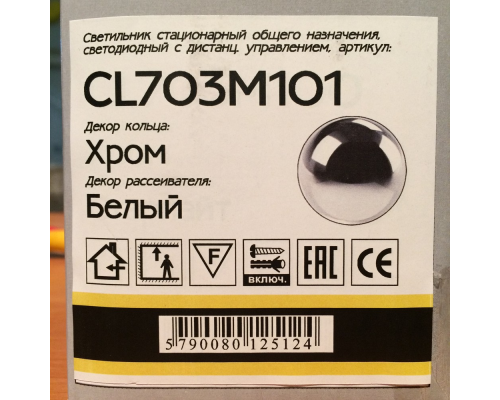 Светильник стационарный общего назначения,
светодиодный с дистанц. управлением, артикул:
CL703M101
Декор кольца:
Хром
Декор рассеивателя:
Белый
F
ВКЛЮЧ.
EAC
CE
5 790080 125124